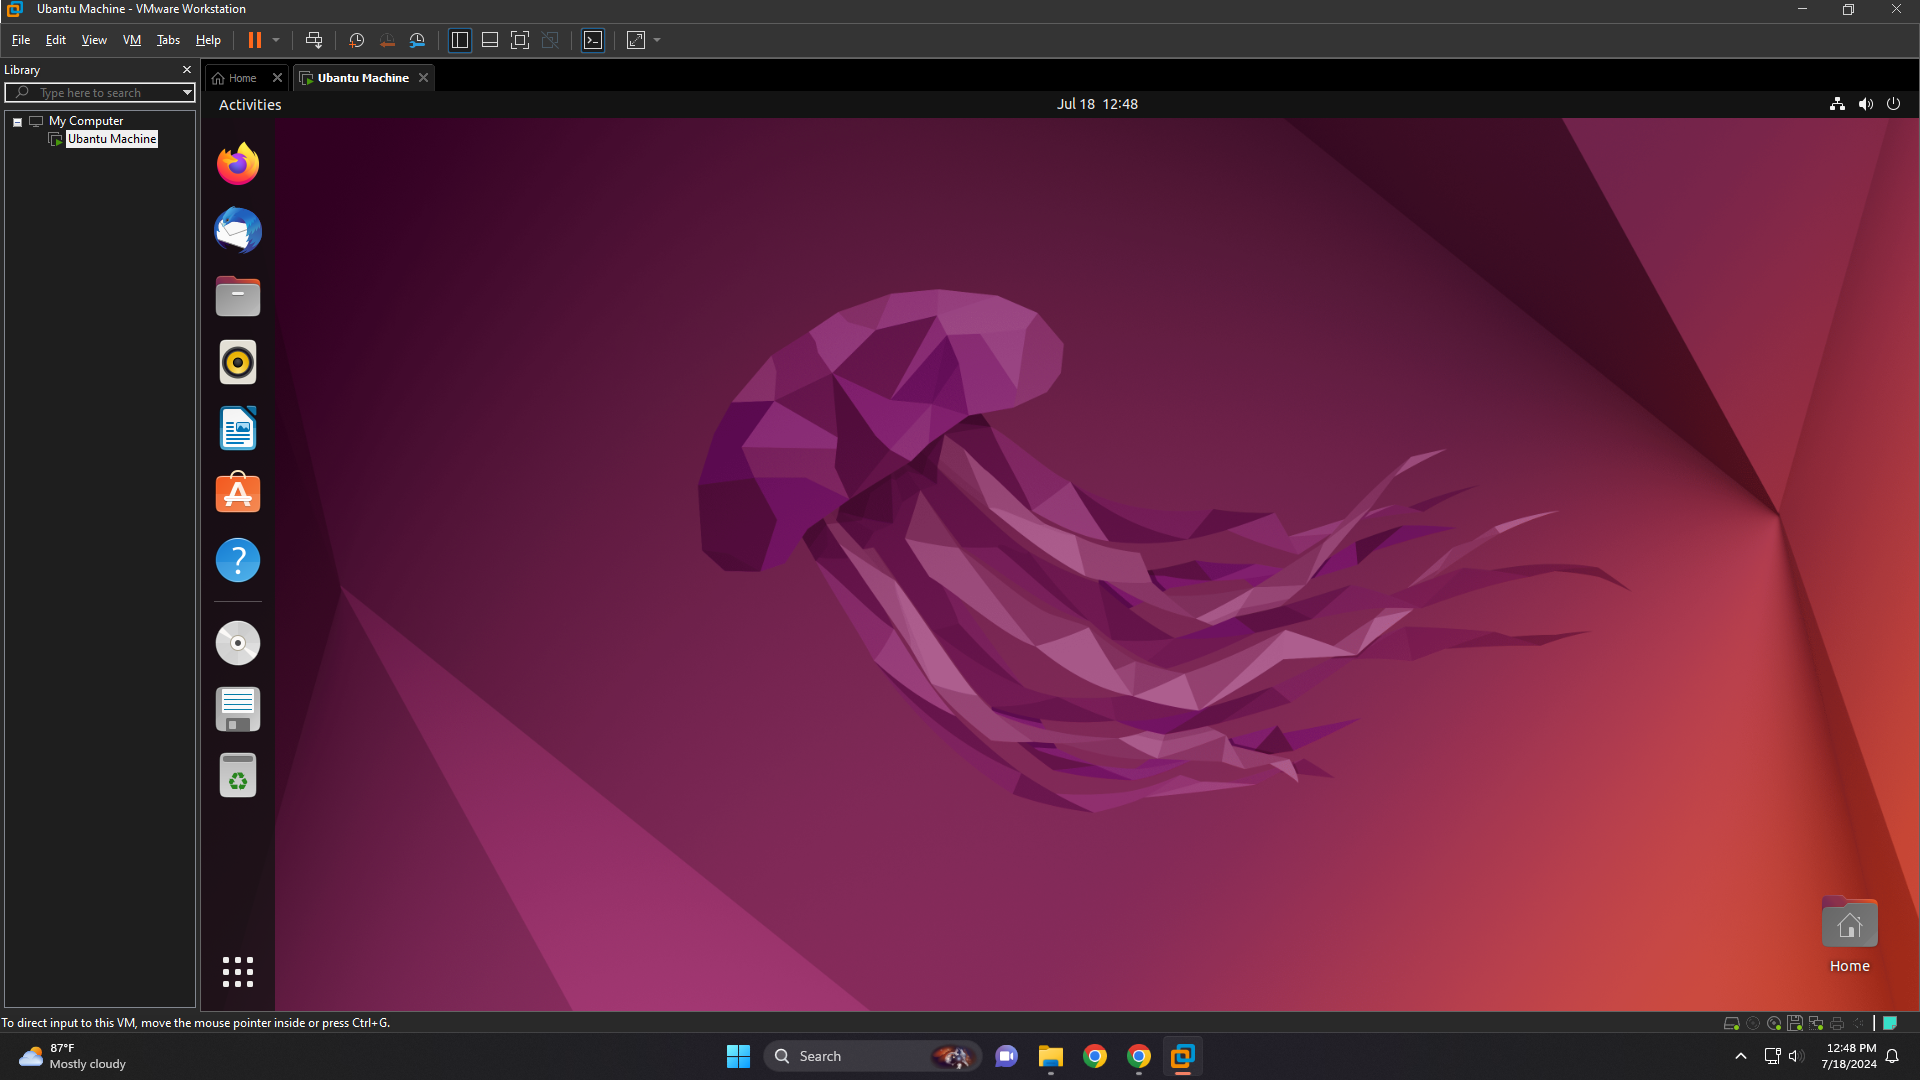 Ubantu Machine - VMware Workstation
File Edit View VM Tabs Help
Library
Type here to search
My Computer
Ubantu Machine
Home
Ubantu Machine
Activities
Jul 18 12:48
?
Home
To direct input to this VM, move the mouse pointer inside or press Ctrl+G.
87°F
Mostly cloudy
Search
12:48 PM
7/18/2024